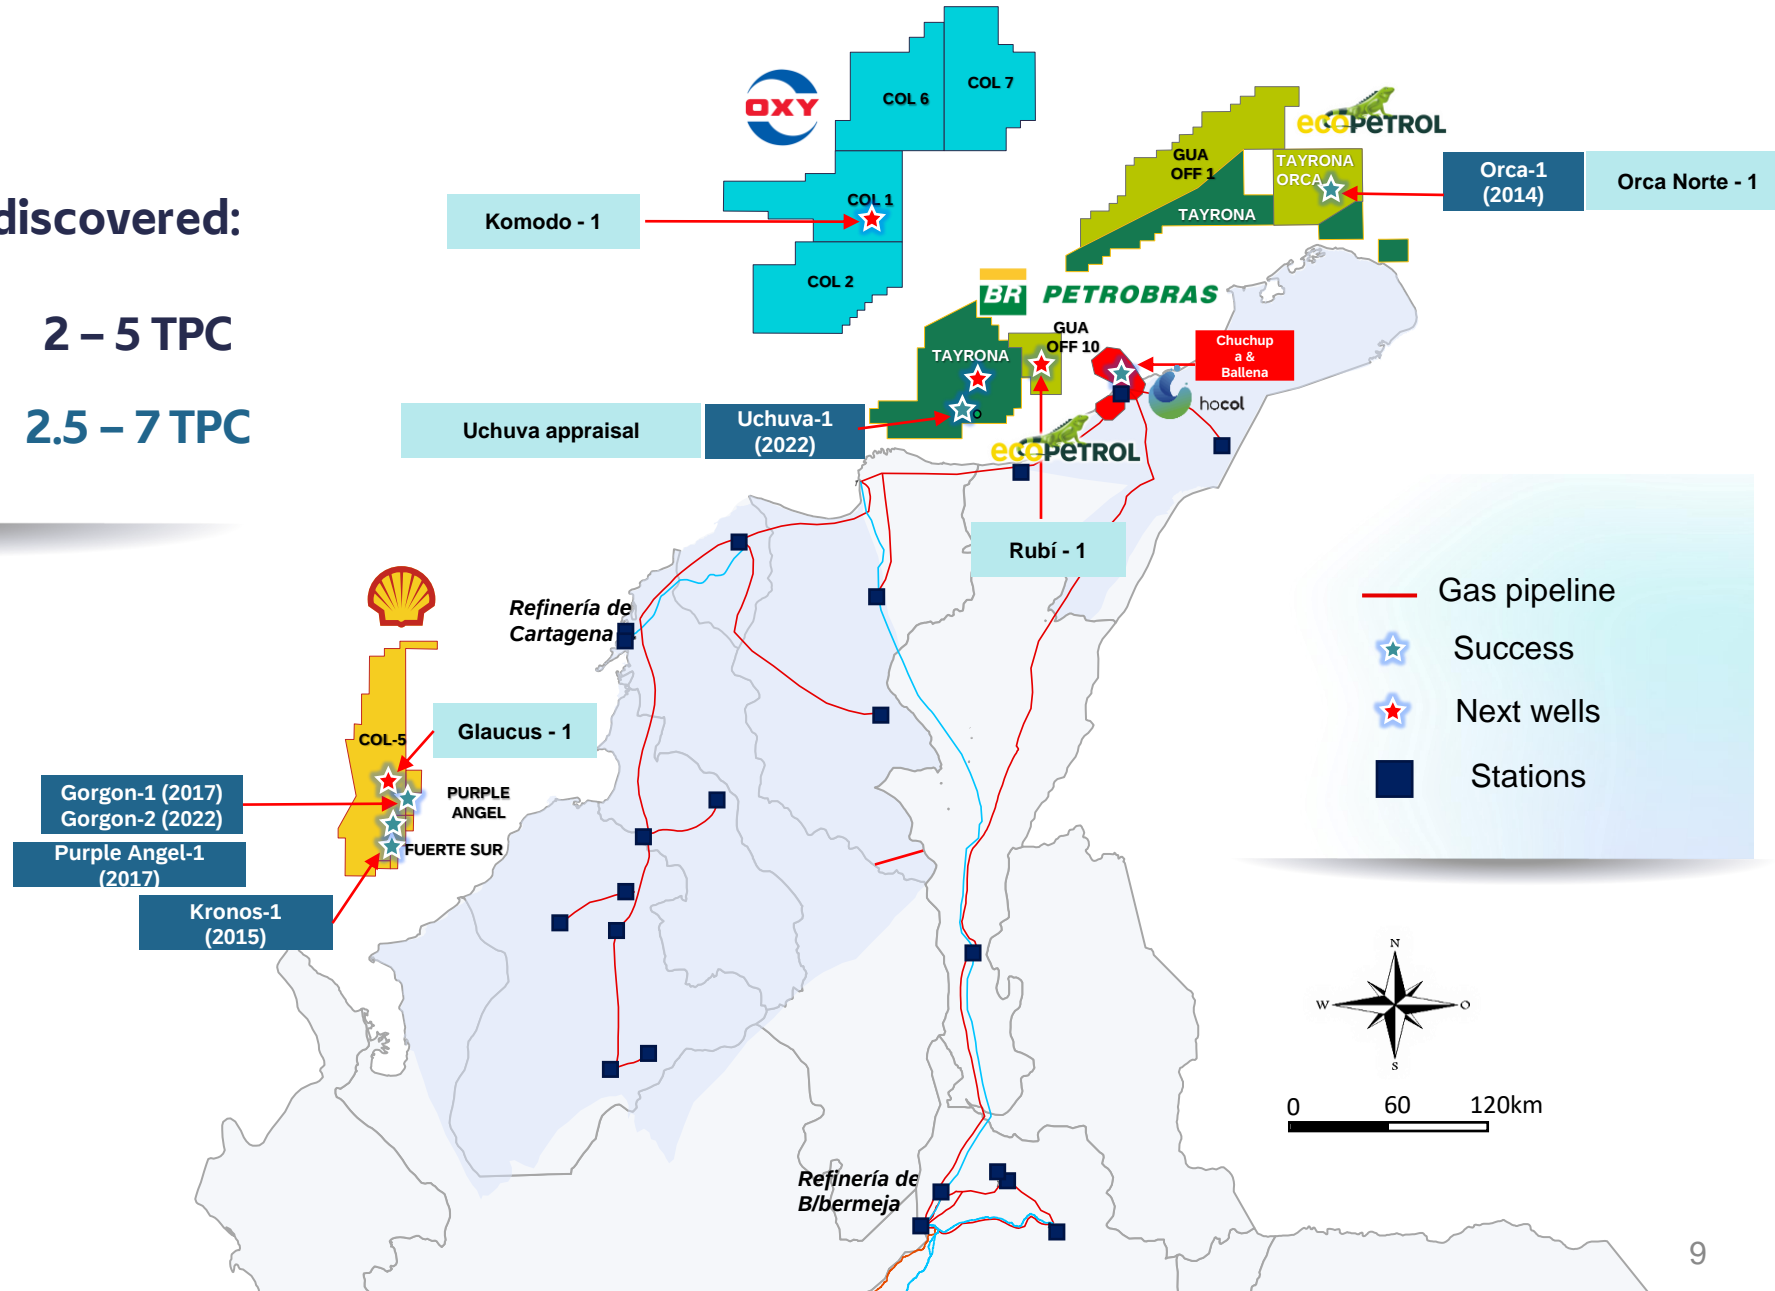 discovered:
2 – 5 TPC
2.5 – 7 TPC
OXY
COL 6
COL 7
COL 1
COL 2
Komodo - 1
ecoPETROL
GUA
OFF 1
TAYRONA
ORCA
TAYRONA
Orca-1
(2014)
Orca Norte - 1
BR PETROBRAS
TAYRONA
GUA
OFF 10
Chuchup
a &
Ballena
hocol
Uchuva appraisal
Uchuva-1
(2022)
ecoPETROL
Rubí - 1
Refinería de
Cartagena
COL-5
Glaucus - 1
PURPLE
ANGEL
FUERTE SUR
Gorgon-1 (2017)
Gorgon-2 (2022)
Purple Angel-1
(2017)
Kronos-1
(2015)
Gas pipeline
Success
Next wells
Stations
N
W
O
S
0 60 120km
Refinería de
B/bermeja
9